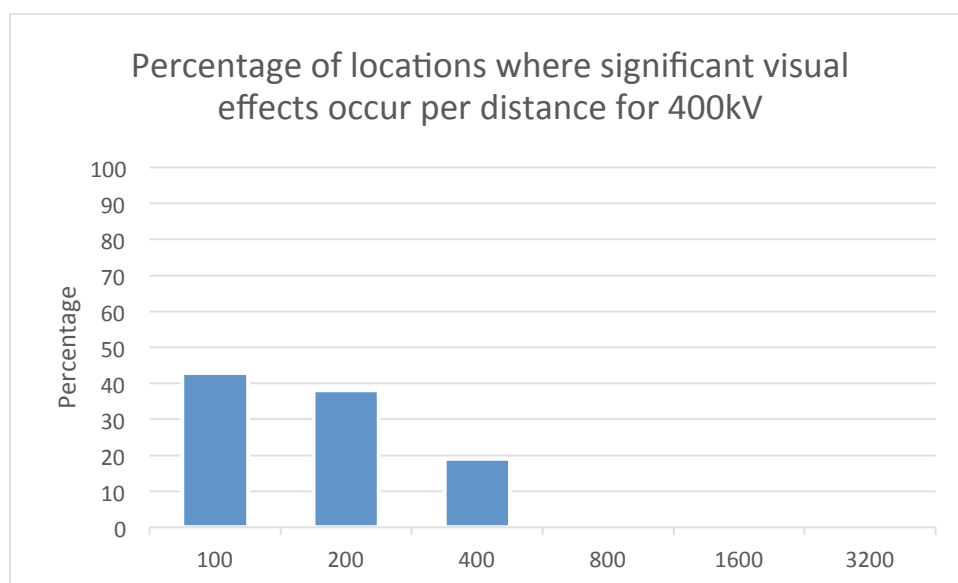 Percentage of locations where significant visual
effects occur per distance for 400kV
Percentage
100
90
80
70
60
50
40
30
20
10
0
100 200 400 800 1600 3200